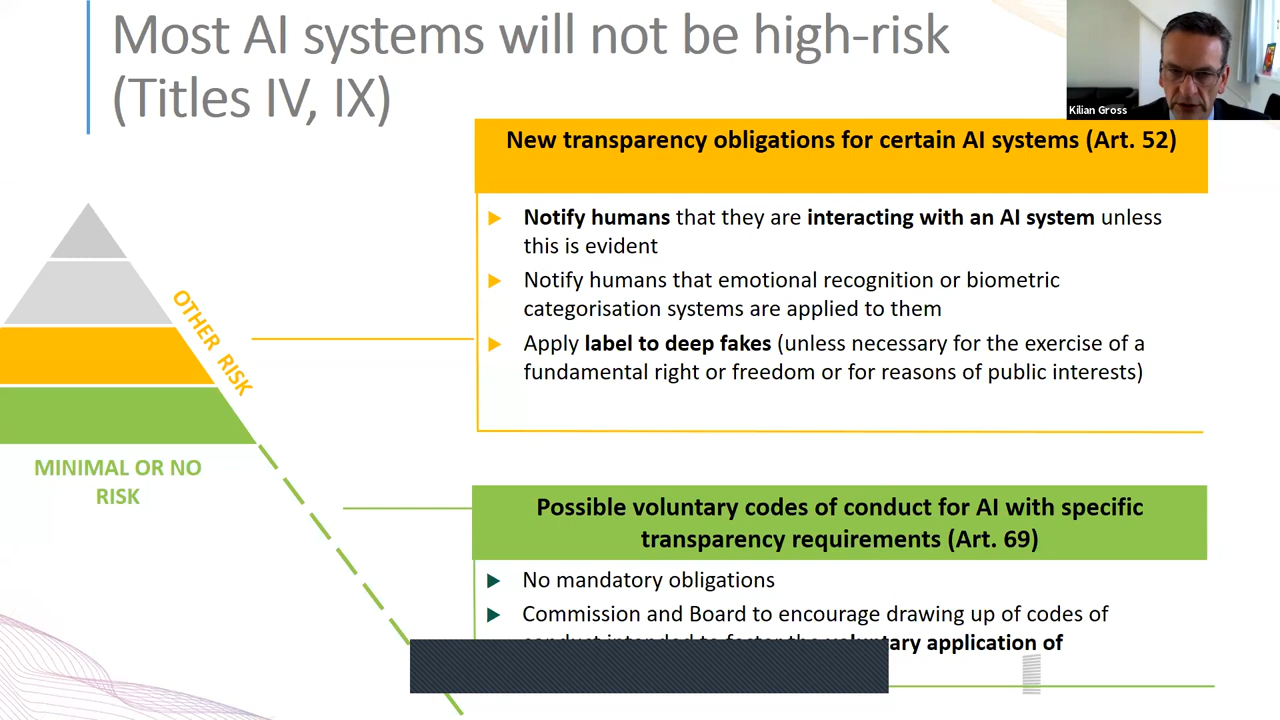 Most AI systems will not be high-risk
(Titles IV, IX)
Kilian Gross
New transparency obligations for certain AI systems (Art. 52)
Notify humans that they are interacting with an AI system unless
this is evident
Notify humans that emotional recognition or biometric
categorisation systems are applied to them
Apply label to deep fakes (unless necessary for the exercise of a
fundamental right or freedom or for reasons of public interests)
OTHER RISK
MINIMAL OR NO
RISK
Possible voluntary codes of conduct for AI with specific
transparency requirements (Art. 69)
No mandatory obligations
Commission and Board to encourage drawing up of codes of
conduct intended to foster the voluntary application of